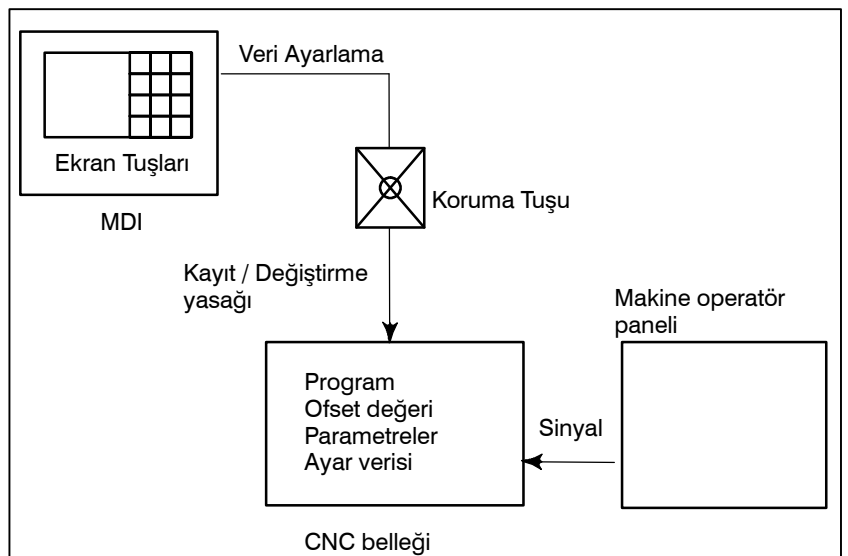 Veri Ayarlama
Ekran Tuşları
MDI
Koruma Tuşu
Kayıt / Değiştirme
yasağı
Makine operatör
paneli
Program
Ofset değeri
Parametreler
Ayar verisi
Sinyal
CNC belleği